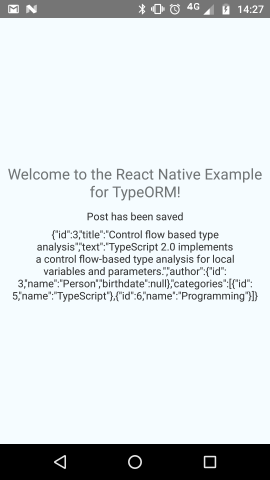 4G 14:27
Welcome to the React Native Example
for TypeORM!
Post has been saved
{"id":3,"title":"Control flow based type
analysis","text":"TypeScript 2.0 implements
a control flow-based type analysis for local
variables and parameters.","author":{"id":
3,"name":"Person","birthdate":null},"categories":[{"id":
5,"name":"TypeScript"},{"id":6,"name":"Programming"}]}